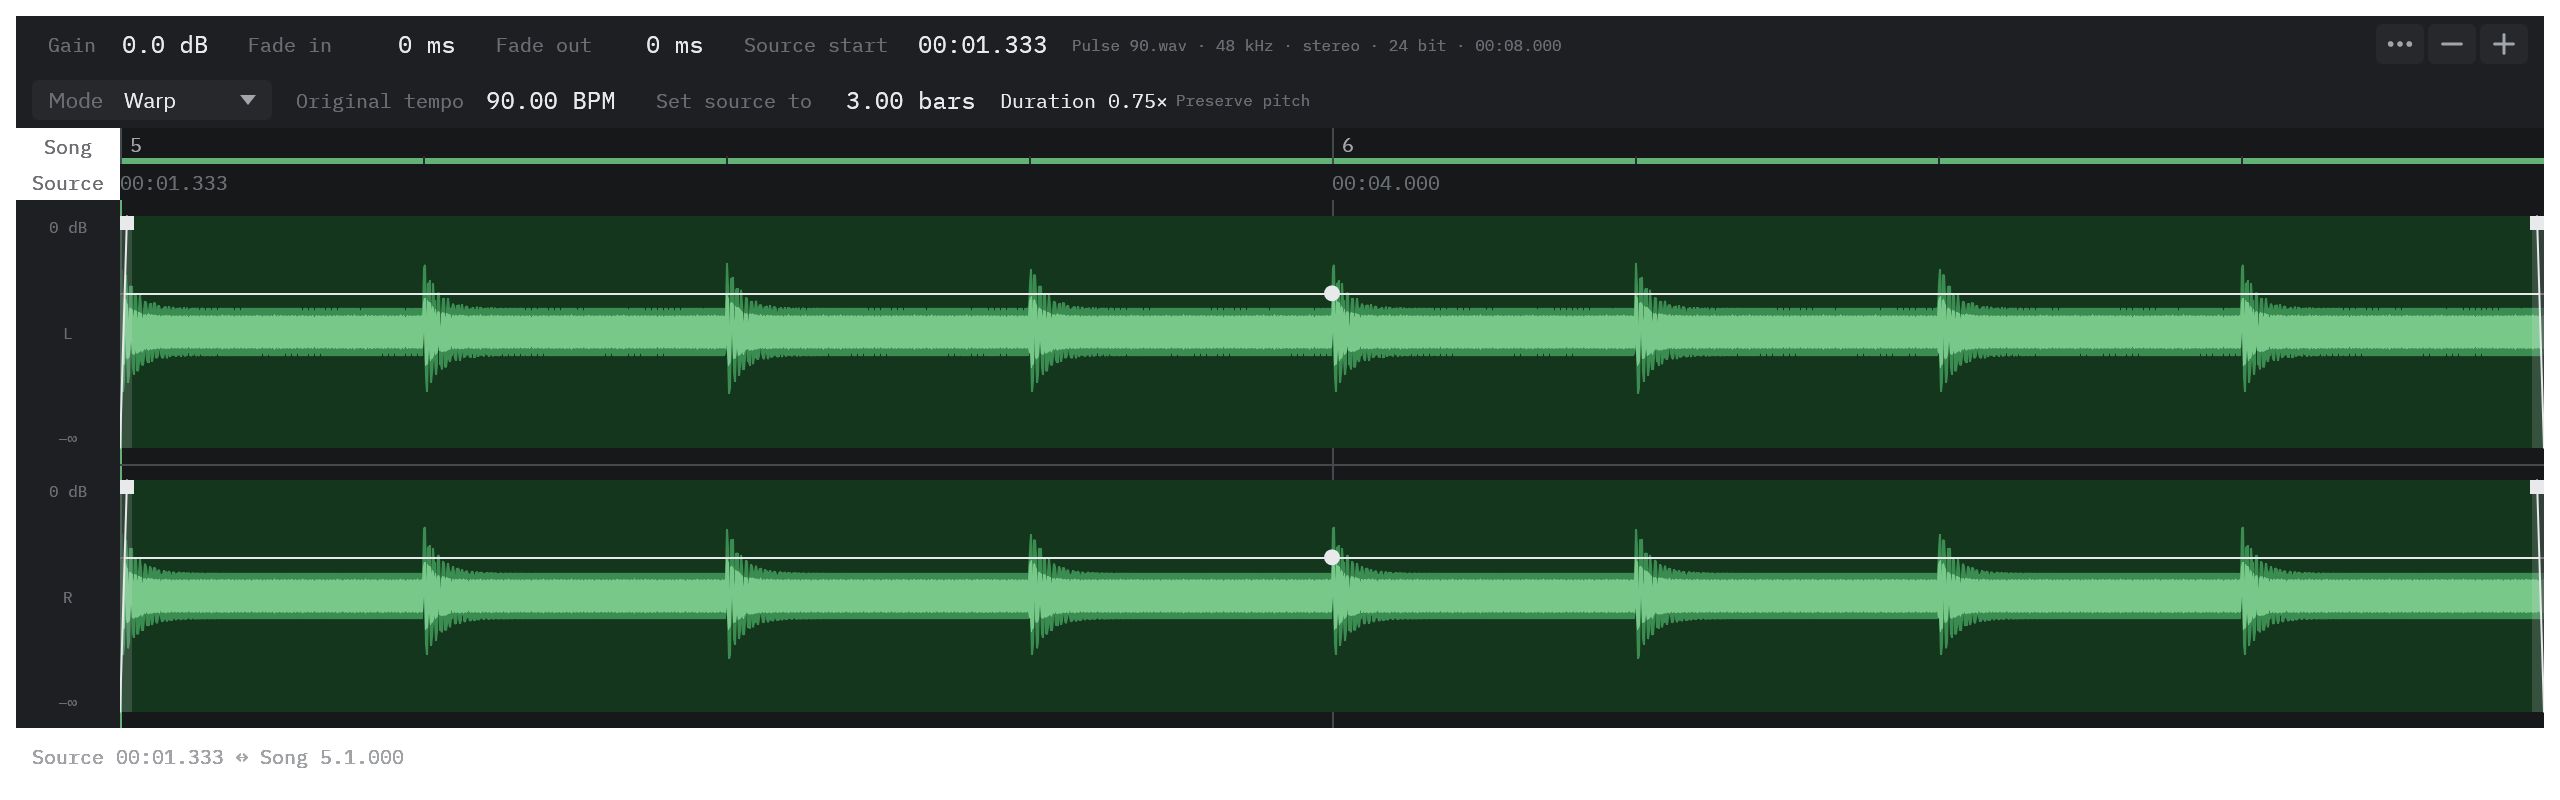 Gain 0.0 dB Fade in 0 ms Fade out 0 ms Source start 00:01.333 Pulse 90.wav · 48 kHz · stereo · 24 bit · 00:08.000
Mode Warp Original tempo 90.00 BPM Set source to 3.00 bars Duration 0.75× Preserve pitch
Song 5 6
Source 00:01.333 00:04.000
0 dB
L
−∞
0 dB
R
−∞
Source 00:01.333 ↔ Song 5.1.000